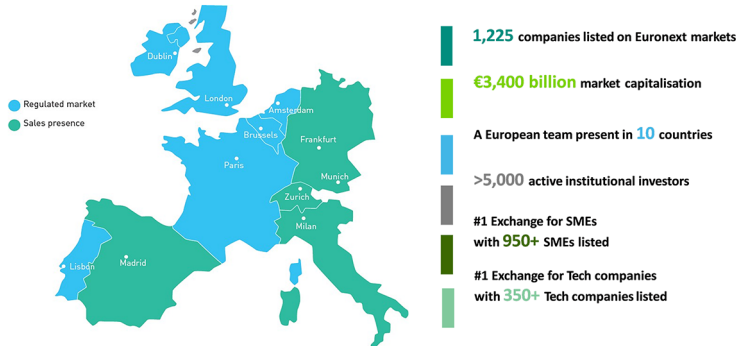 Regulated market
Sales presence
Dublin
London
Amsterdam
Brussels
Frankfurt
Paris
Munich
Zurich
Milan
Lisbon
Madrid
1,225 companies listed on Euronext markets
€3,400 billion market capitalisation
A European team present in 10 countries
>5,000 active institutional investors
#1 Exchange for SMEs
with 950+ SMEs listed
#1 Exchange for Tech companies
with 350+ Tech companies listed